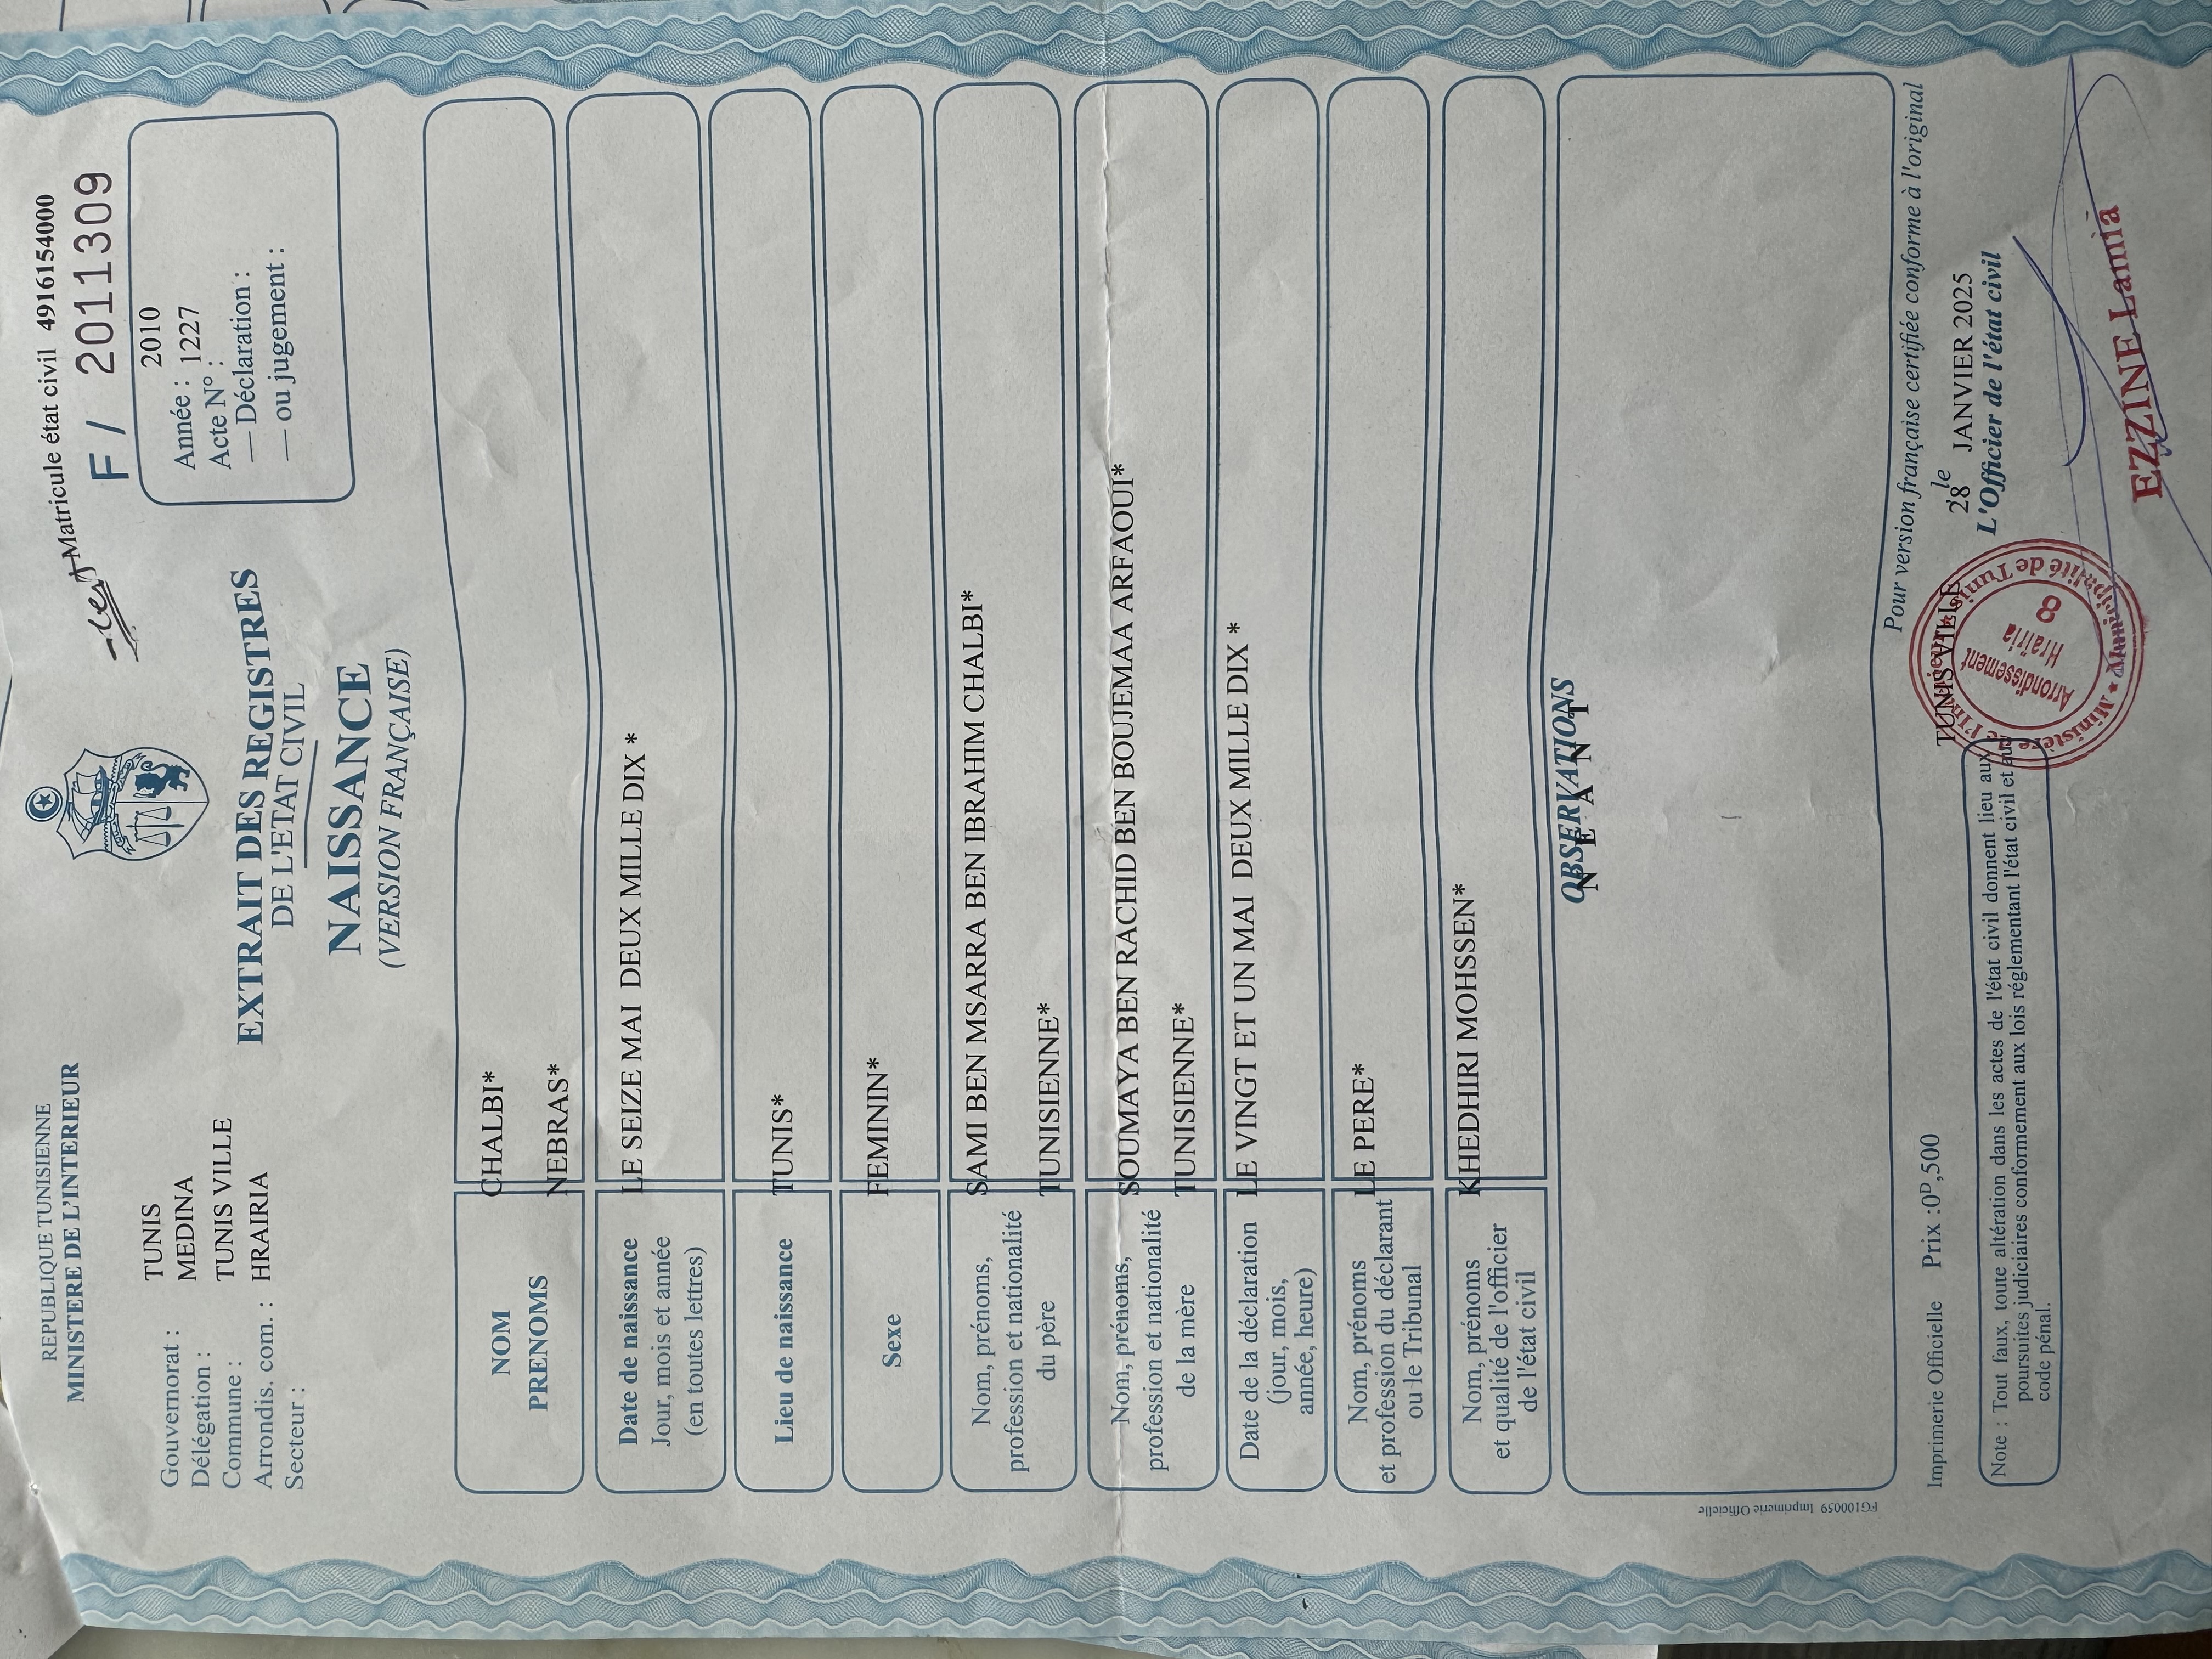 REPUBLIQUE TUNISIENNE
MINISTERE DE L'INTERIEUR
Matricule état civil 4916154000
F / 2011309
Gouvernorat : TUNIS
Délégation : MEDINA
Commune : TUNIS VILLE
Arrondis. com. : HRAIRIA
Secteur :
EXTRAIT DES REGISTRES
DE L'ETAT CIVIL
NAISSANCE
(VERSION FRANÇAISE)
2010
Année :
Acte N° : 1227
— Déclaration :
— ou jugement :
NOM
PRENOMS
CHALBI*
NEBRAS*
Date de naissance
Jour, mois et année
(en toutes lettres)
LE SEIZE MAI DEUX MILLE DIX *
Lieu de naissance
TUNIS*
Sexe
FEMININ*
Nom, prénoms,
profession et nationalité
du père
SAMI BEN MSARRA BEN IBRAHIM CHALBI*
TUNISIENNE*
Nom, prénoms,
profession et nationalité
de la mère
SOUMAYA BEN RACHID BEN BOUJEMAA ARFAOUI*
TUNISIENNE*
Date de la déclaration
(jour, mois,
année, heure)
LE VINGT ET UN MAI DEUX MILLE DIX *
Nom, prénoms
et profession du déclarant
ou le Tribunal
LE PERE*
Nom, prénoms
et qualité de l'officier
de l'état civil
KHEDHIRI MOHSSEN*
OBSERVATIONS
N E A N T
FG100059 Imprimerie Officielle
Pour version française certifiée conforme à l'original
Imprimerie Officielle Prix :0D,500
TUNIS VILLE le
28 JANVIER 2025
L'Officier de l'état civil
Ministère de l'Intérieur
Municipalité de Tunis
Arrondissement
Hraïria
8
EZZINE Lamia
Note : Tout faux, toute altération dans les actes de l'état civil donnent lieu aux
poursuites judiciaires conformement aux lois réglementant l'état civil et au
code pénal.